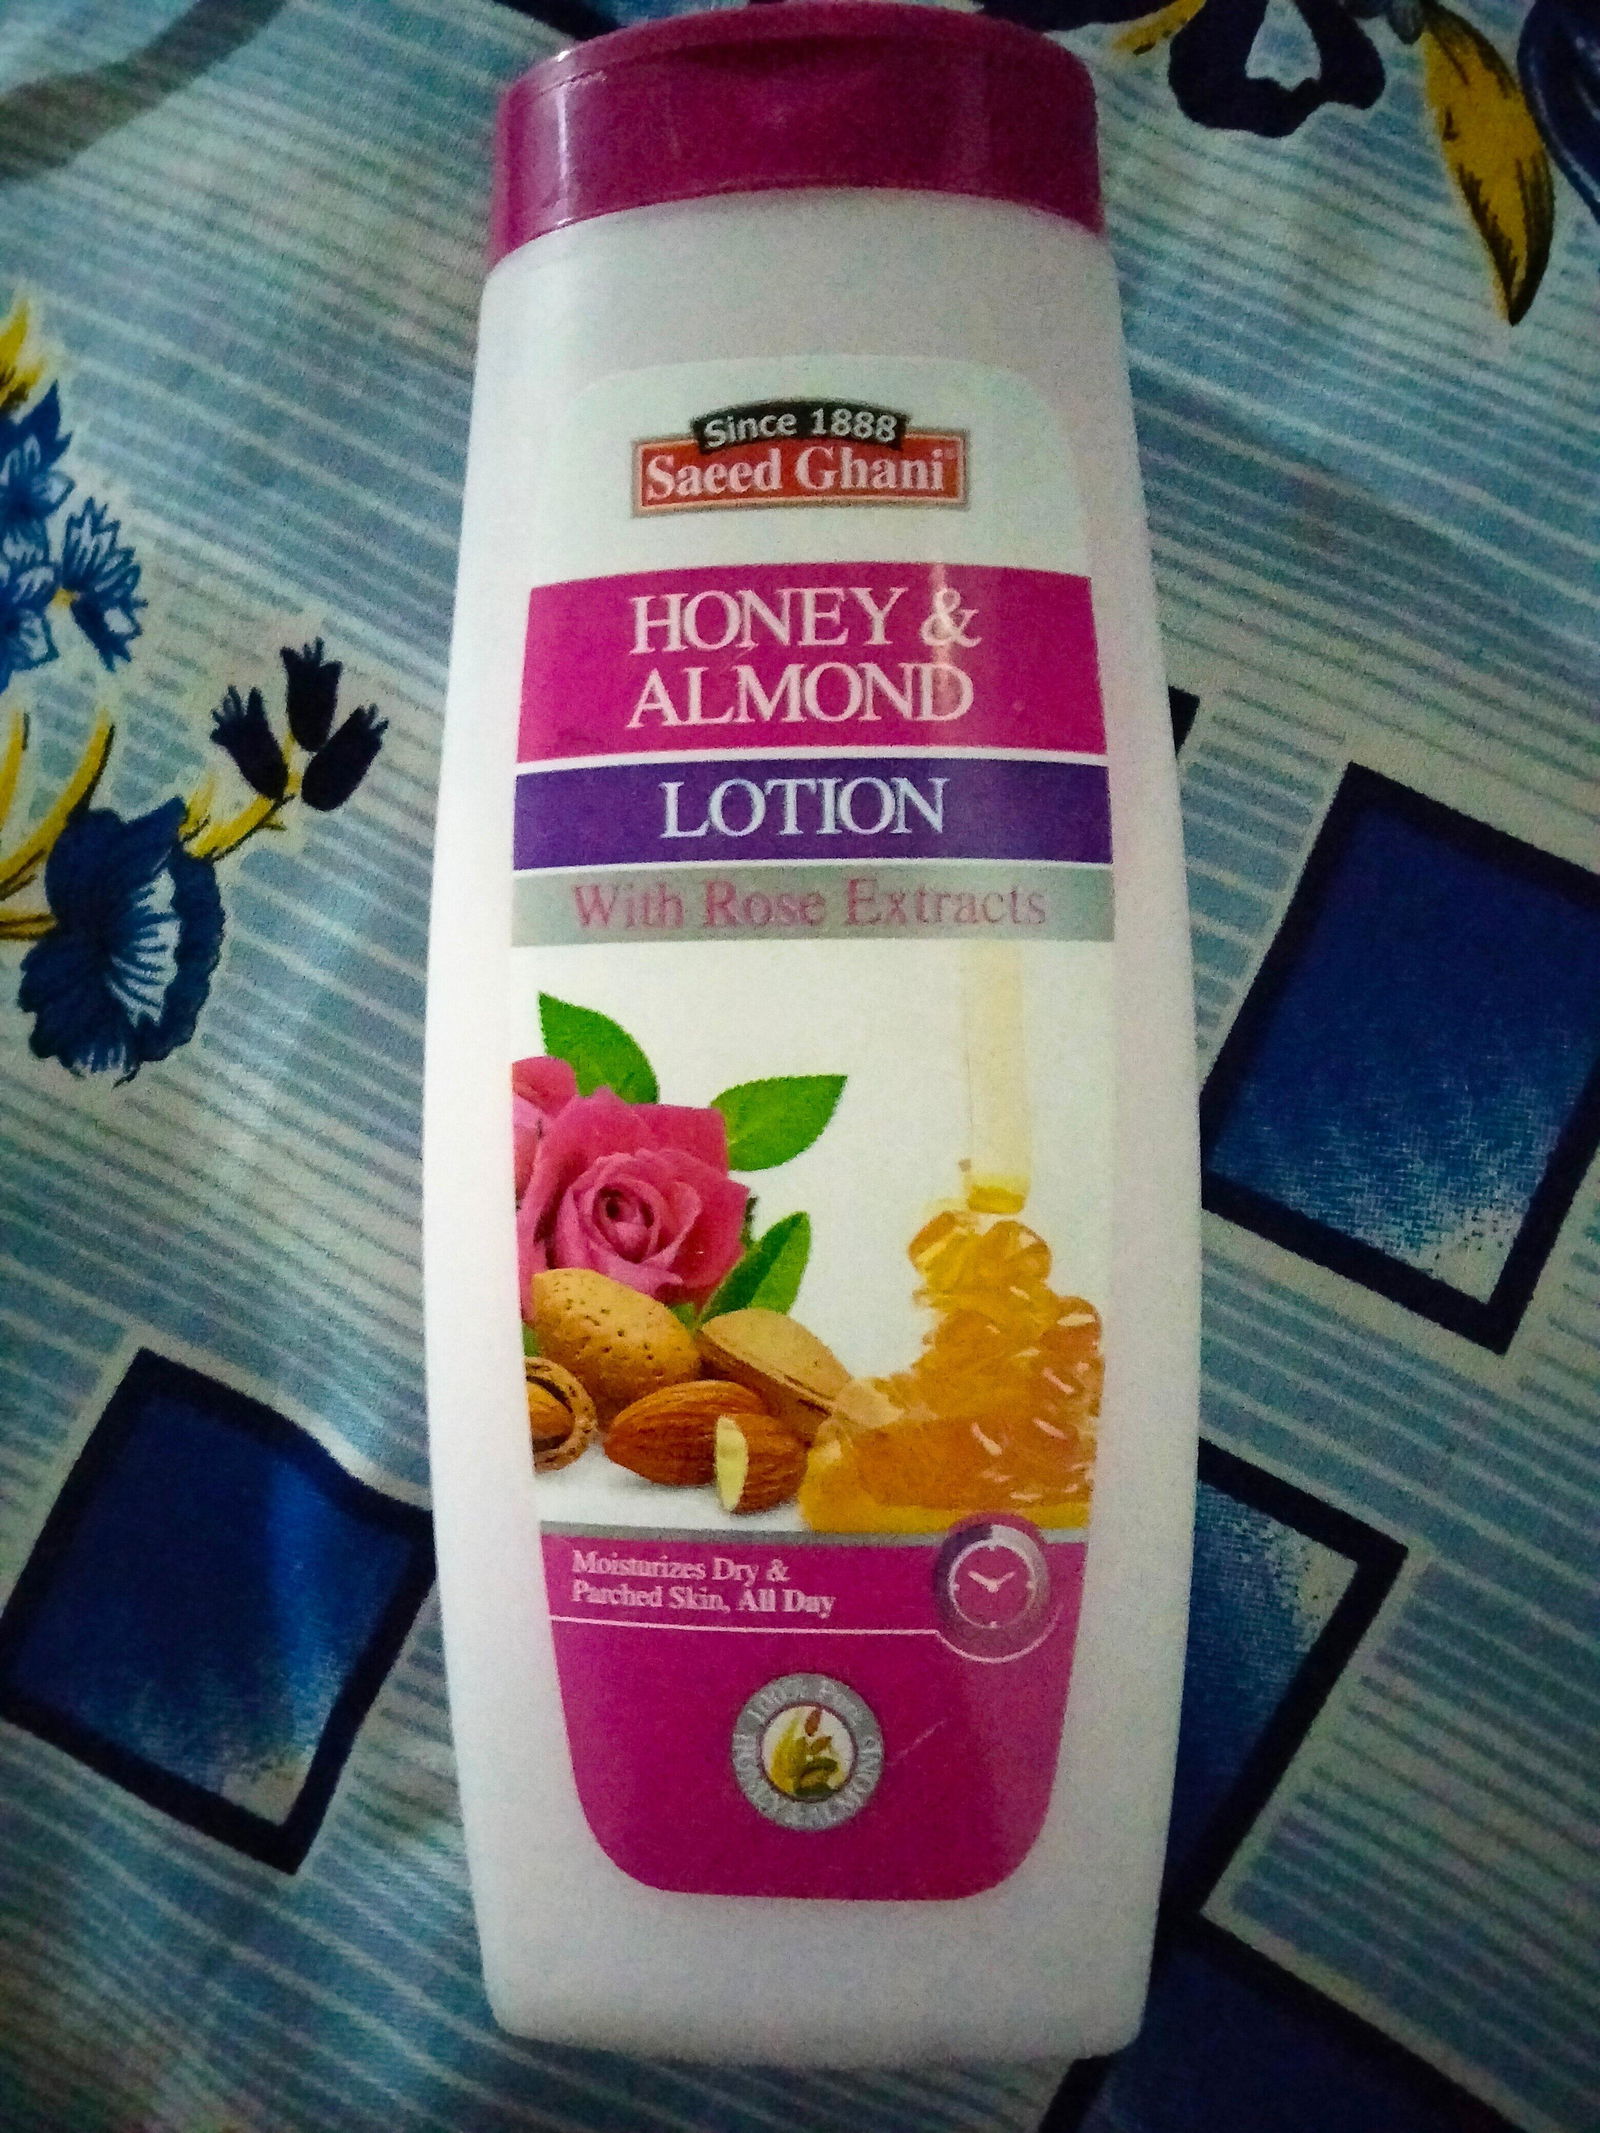 Since 1888
Saeed Ghani
HONEY &
ALMOND
LOTION
With Rose Extracts
Moisturizes Dry &
Parched Skin, All Day